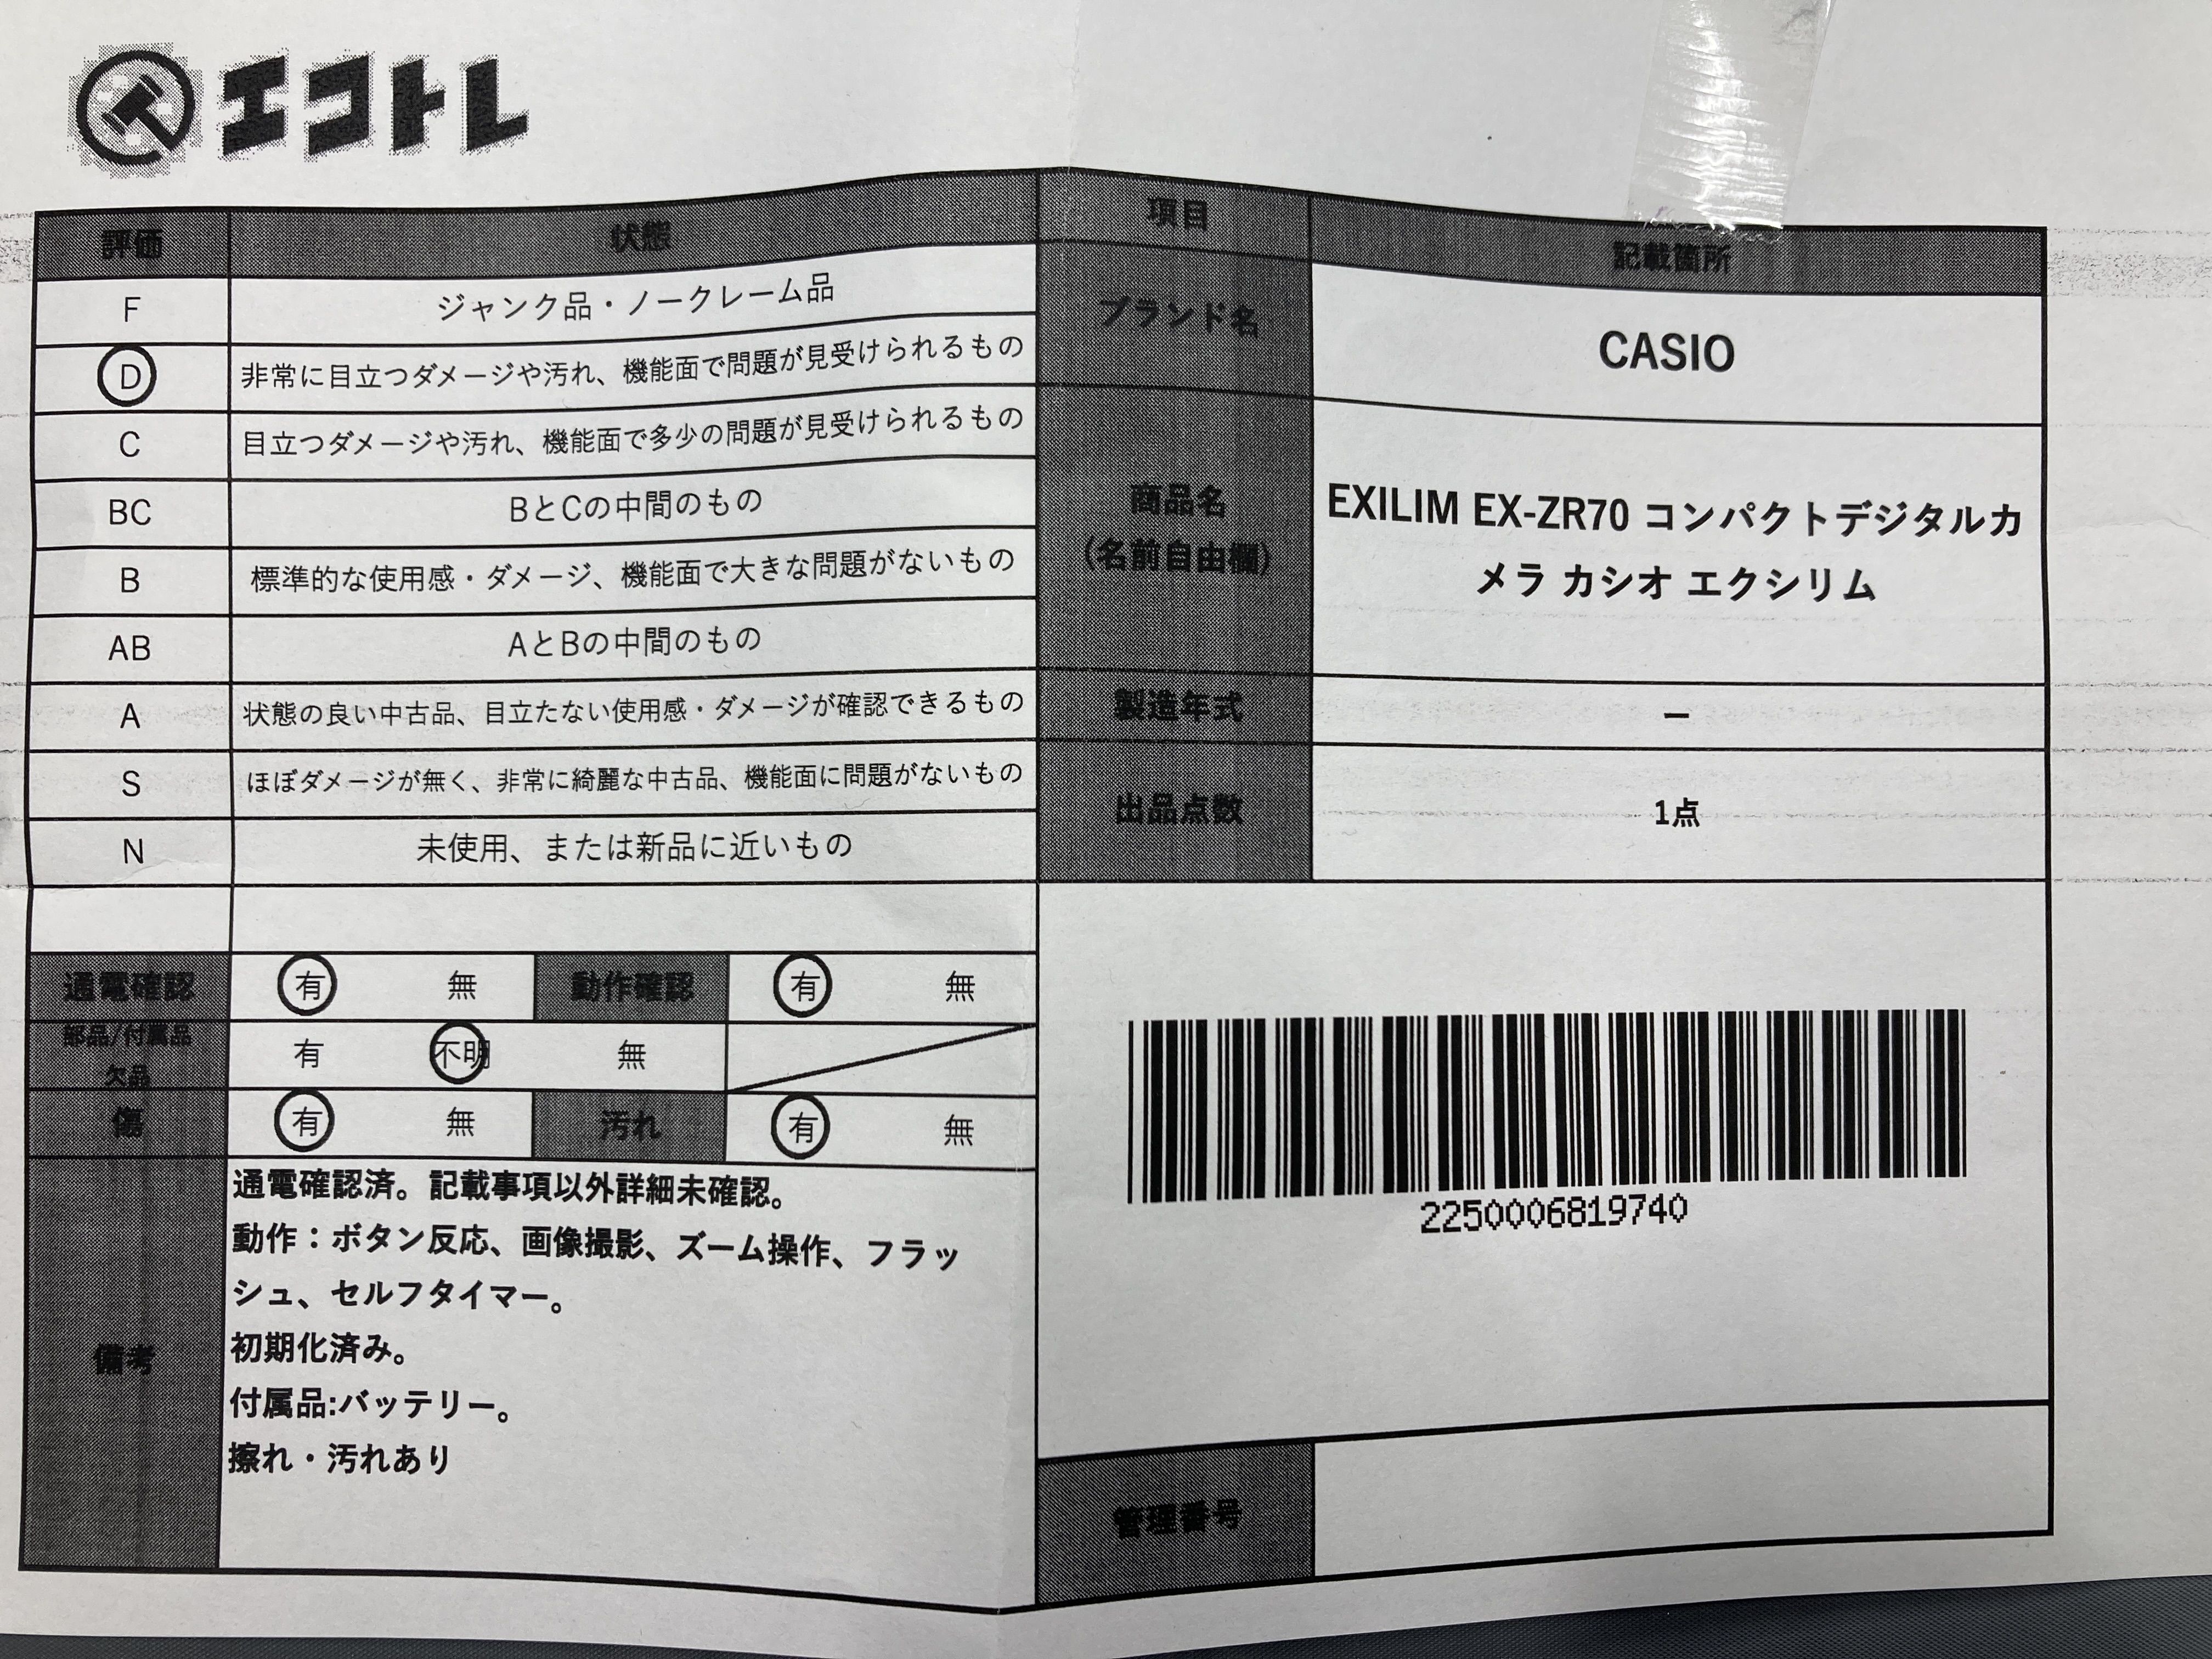 エコトレ
評価 状態
F ジャンク品・ノークレーム品
D 非常に目立つダメージや汚れ、機能面で問題が見受けられるもの
C 目立つダメージや汚れ、機能面で多少の問題が見受けられるもの
BC BとCの中間のもの
B 標準的な使用感・ダメージ、機能面で大きな問題がないもの
AB AとBの中間のもの
A 状態の良い中古品、目立たない使用感・ダメージが確認できるもの
S ほぼダメージが無く、非常に綺麗な中古品、機能面に問題がないもの
N 未使用、または新品に近いもの
通電確認 有 無 動作確認 有 無
部品/付属品
欠品
有 不明 無
傷 有 無 汚れ 有 無
備考
通電確認済。記載事項以外詳細未確認。
動作：ボタン反応、画像撮影、ズーム操作、フラッ
シュ、セルフタイマー。
初期化済み。
付属品:バッテリー。
擦れ・汚れあり
項目 記載箇所
ブランド名 CASIO
商品名
(名前自由欄)
EXILIM EX-ZR70 コンパクトデジタルカ
メラ カシオ エクシリム
製造年式 ー
出品点数 1点
2250006819740
管理番号